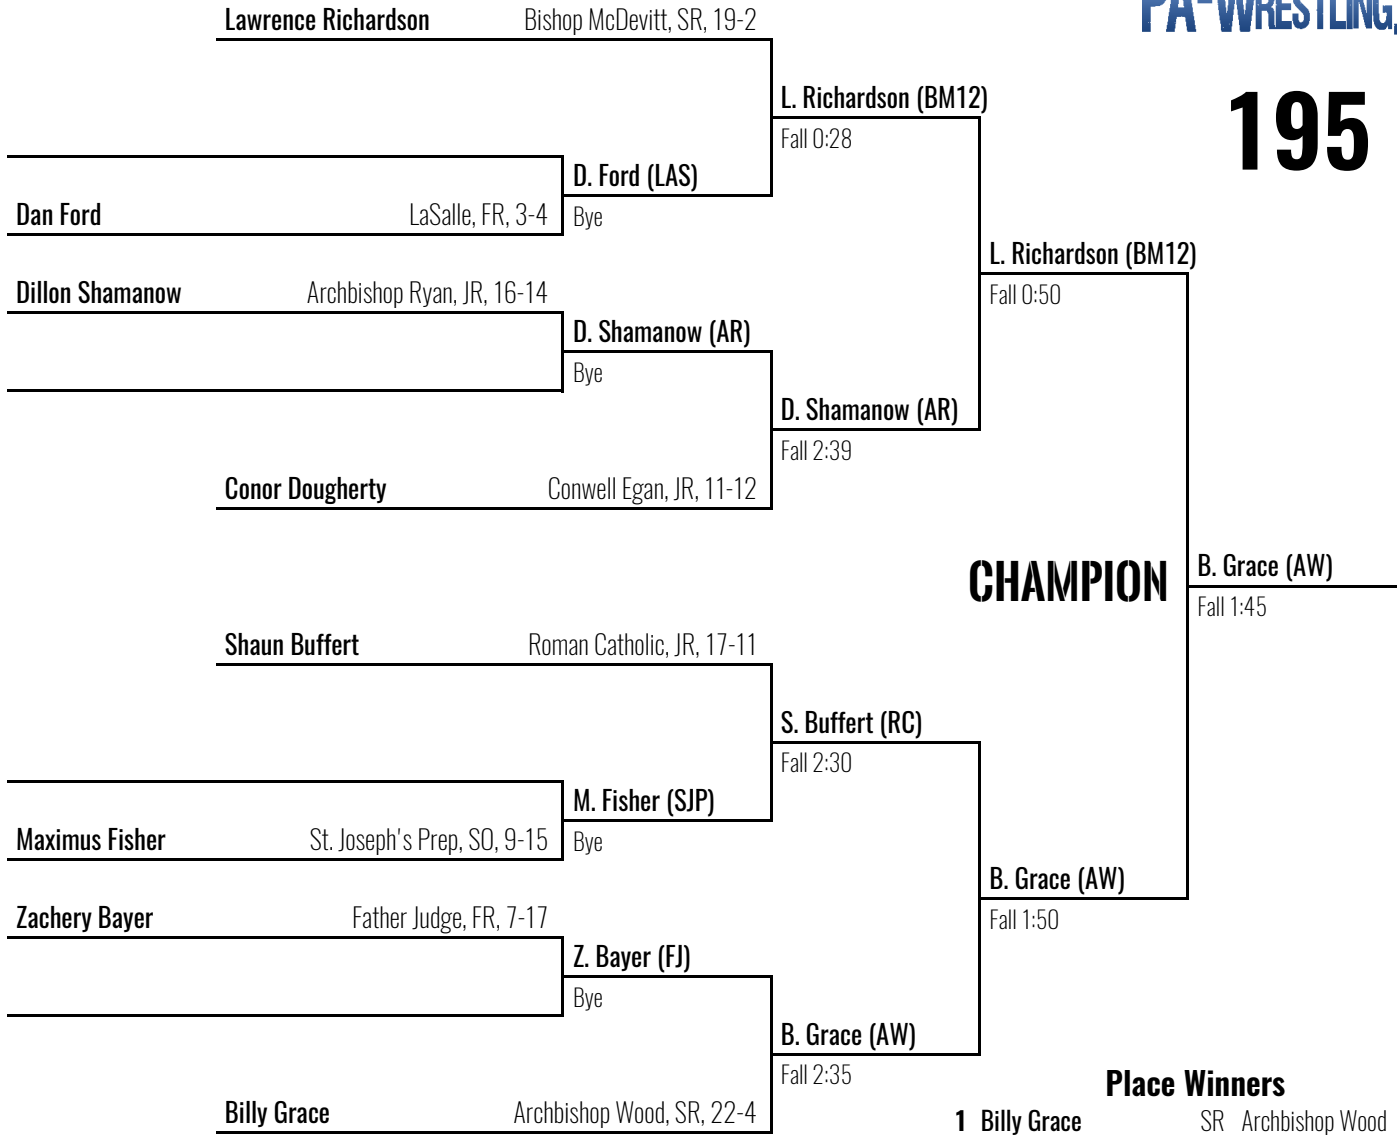 Lawrence Richardson Bishop McDevitt, SR, 19-2
PA-WRESTLING.
L. Richardson (BM12)
195
Fall 0:28
D. Ford (LAS)
Dan Ford LaSalle, FR, 3-4 Bye
L. Richardson (BM12)
Dillon Shamanow Archbishop Ryan, JR, 16-14
Fall 0:50
D. Shamanow (AR)
Bye
D. Shamanow (AR)
Fall 2:39
Conor Dougherty Conwell Egan, JR, 11-12
CHAMPION
B. Grace (AW)
Fall 1:45
Shaun Buffert Roman Catholic, JR, 17-11
S. Buffert (RC)
Fall 2:30
M. Fisher (SJP)
Maximus Fisher St. Joseph's Prep, SO, 9-15 Bye
B. Grace (AW)
Zachery Bayer Father Judge, FR, 7-17
Fall 1:50
Z. Bayer (FJ)
Bye
B. Grace (AW)
Fall 2:35
Place Winners
Billy Grace Archbishop Wood, SR, 22-4
1 Billy Grace SR Archbishop Wood